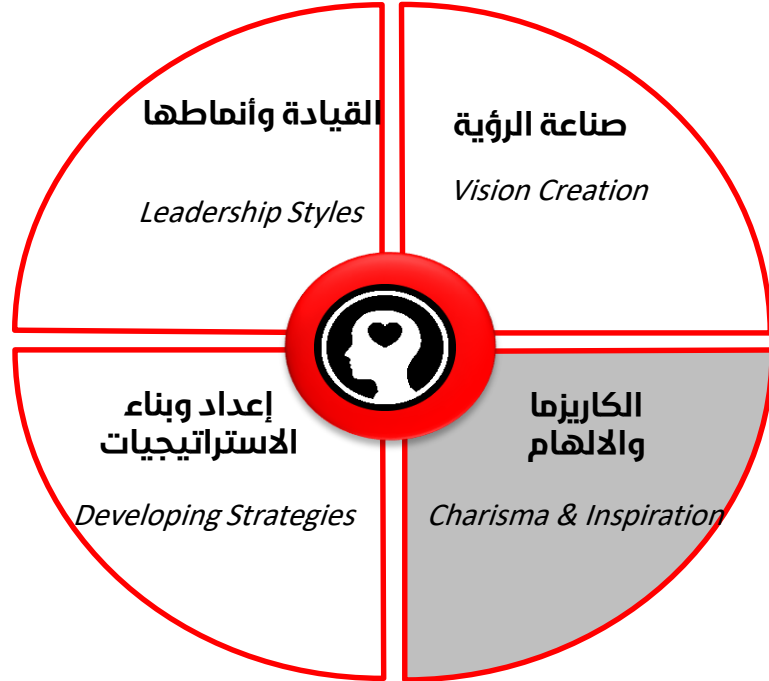 القيادة وأنماطها
Leadership Styles
صناعة الرؤية
Vision Creation
إعداد وبناء
الاستراتيجيات
Developing Strategies
الكاريزما
والالهام
Charisma & Inspiration